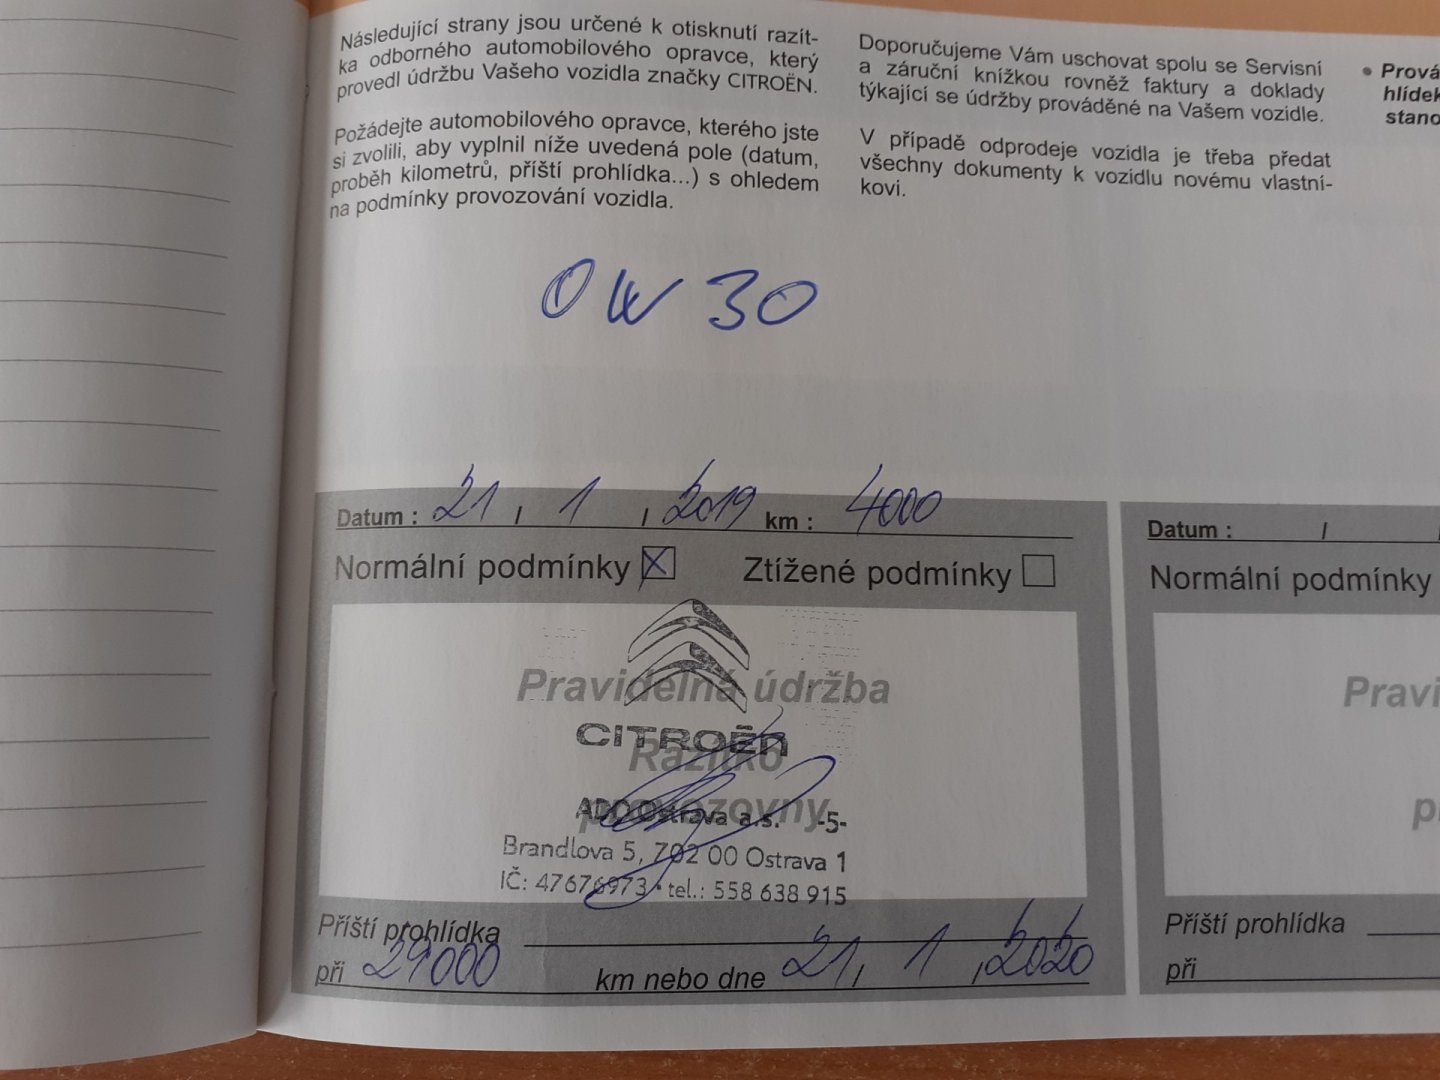 Následující strany jsou určené k otisknutí razít-
ka odborného automobilového opravce, který
provedl údržbu Vašeho vozidla značky CITROËN.
Požádejte automobilového opravce, kterého jste
si zvolili, aby vyplnil níže uvedená pole (datum,
proběh kilometrů, příští prohlídka...) s ohledem
na podmínky provozování vozidla.
Doporučujeme Vám uschovat spolu se Servisní
a záruční knížkou rovněž faktury a doklady
týkající se údržby prováděné na Vašem vozidle.
V případě odprodeje vozidla je třeba předat
všechny dokumenty k vozidlu novému vlastní-
kovi.
• Prová
hlídek
stano
0W30
Datum : 21 / 1 / 2019 km : 4000
Normální podmínky X Ztížené podmínky
Pravidelná údržba
CITROËN
Razítko
provozovny
ADO Ostrava a.s. -5-
Brandlova 5, 702 00 Ostrava 1
IČ: 47676973 • tel.: 558 638 915
Příští prohlídka
při 29000 km nebo dne 21 / 1 / 2020
Datum : / /
Normální podmínky
Pravi
p
Příští prohlídka
při